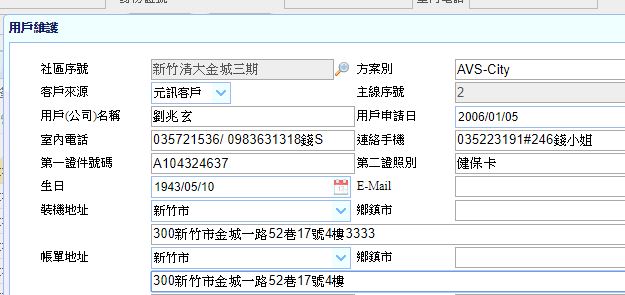 用戶維護
社區序號 新竹清大金城三期 方案別 AVS-City
客戶來源 元訊客戶 主線序號 2
用戶(公司)名稱 劉兆玄 用戶申請日 2006/01/05
室內電話 035721536/ 0983631318錢S 連絡手機 035223191#246錢小姐
第一證件號碼 A104324637 第二證照別 健保卡
生日 1943/05/10 E-Mail
裝機地址 新竹市 鄉鎮市
300新竹市金城一路52巷17號4樓3333
帳單地址 新竹市 鄉鎮市
300新竹市金城一路52巷17號4樓